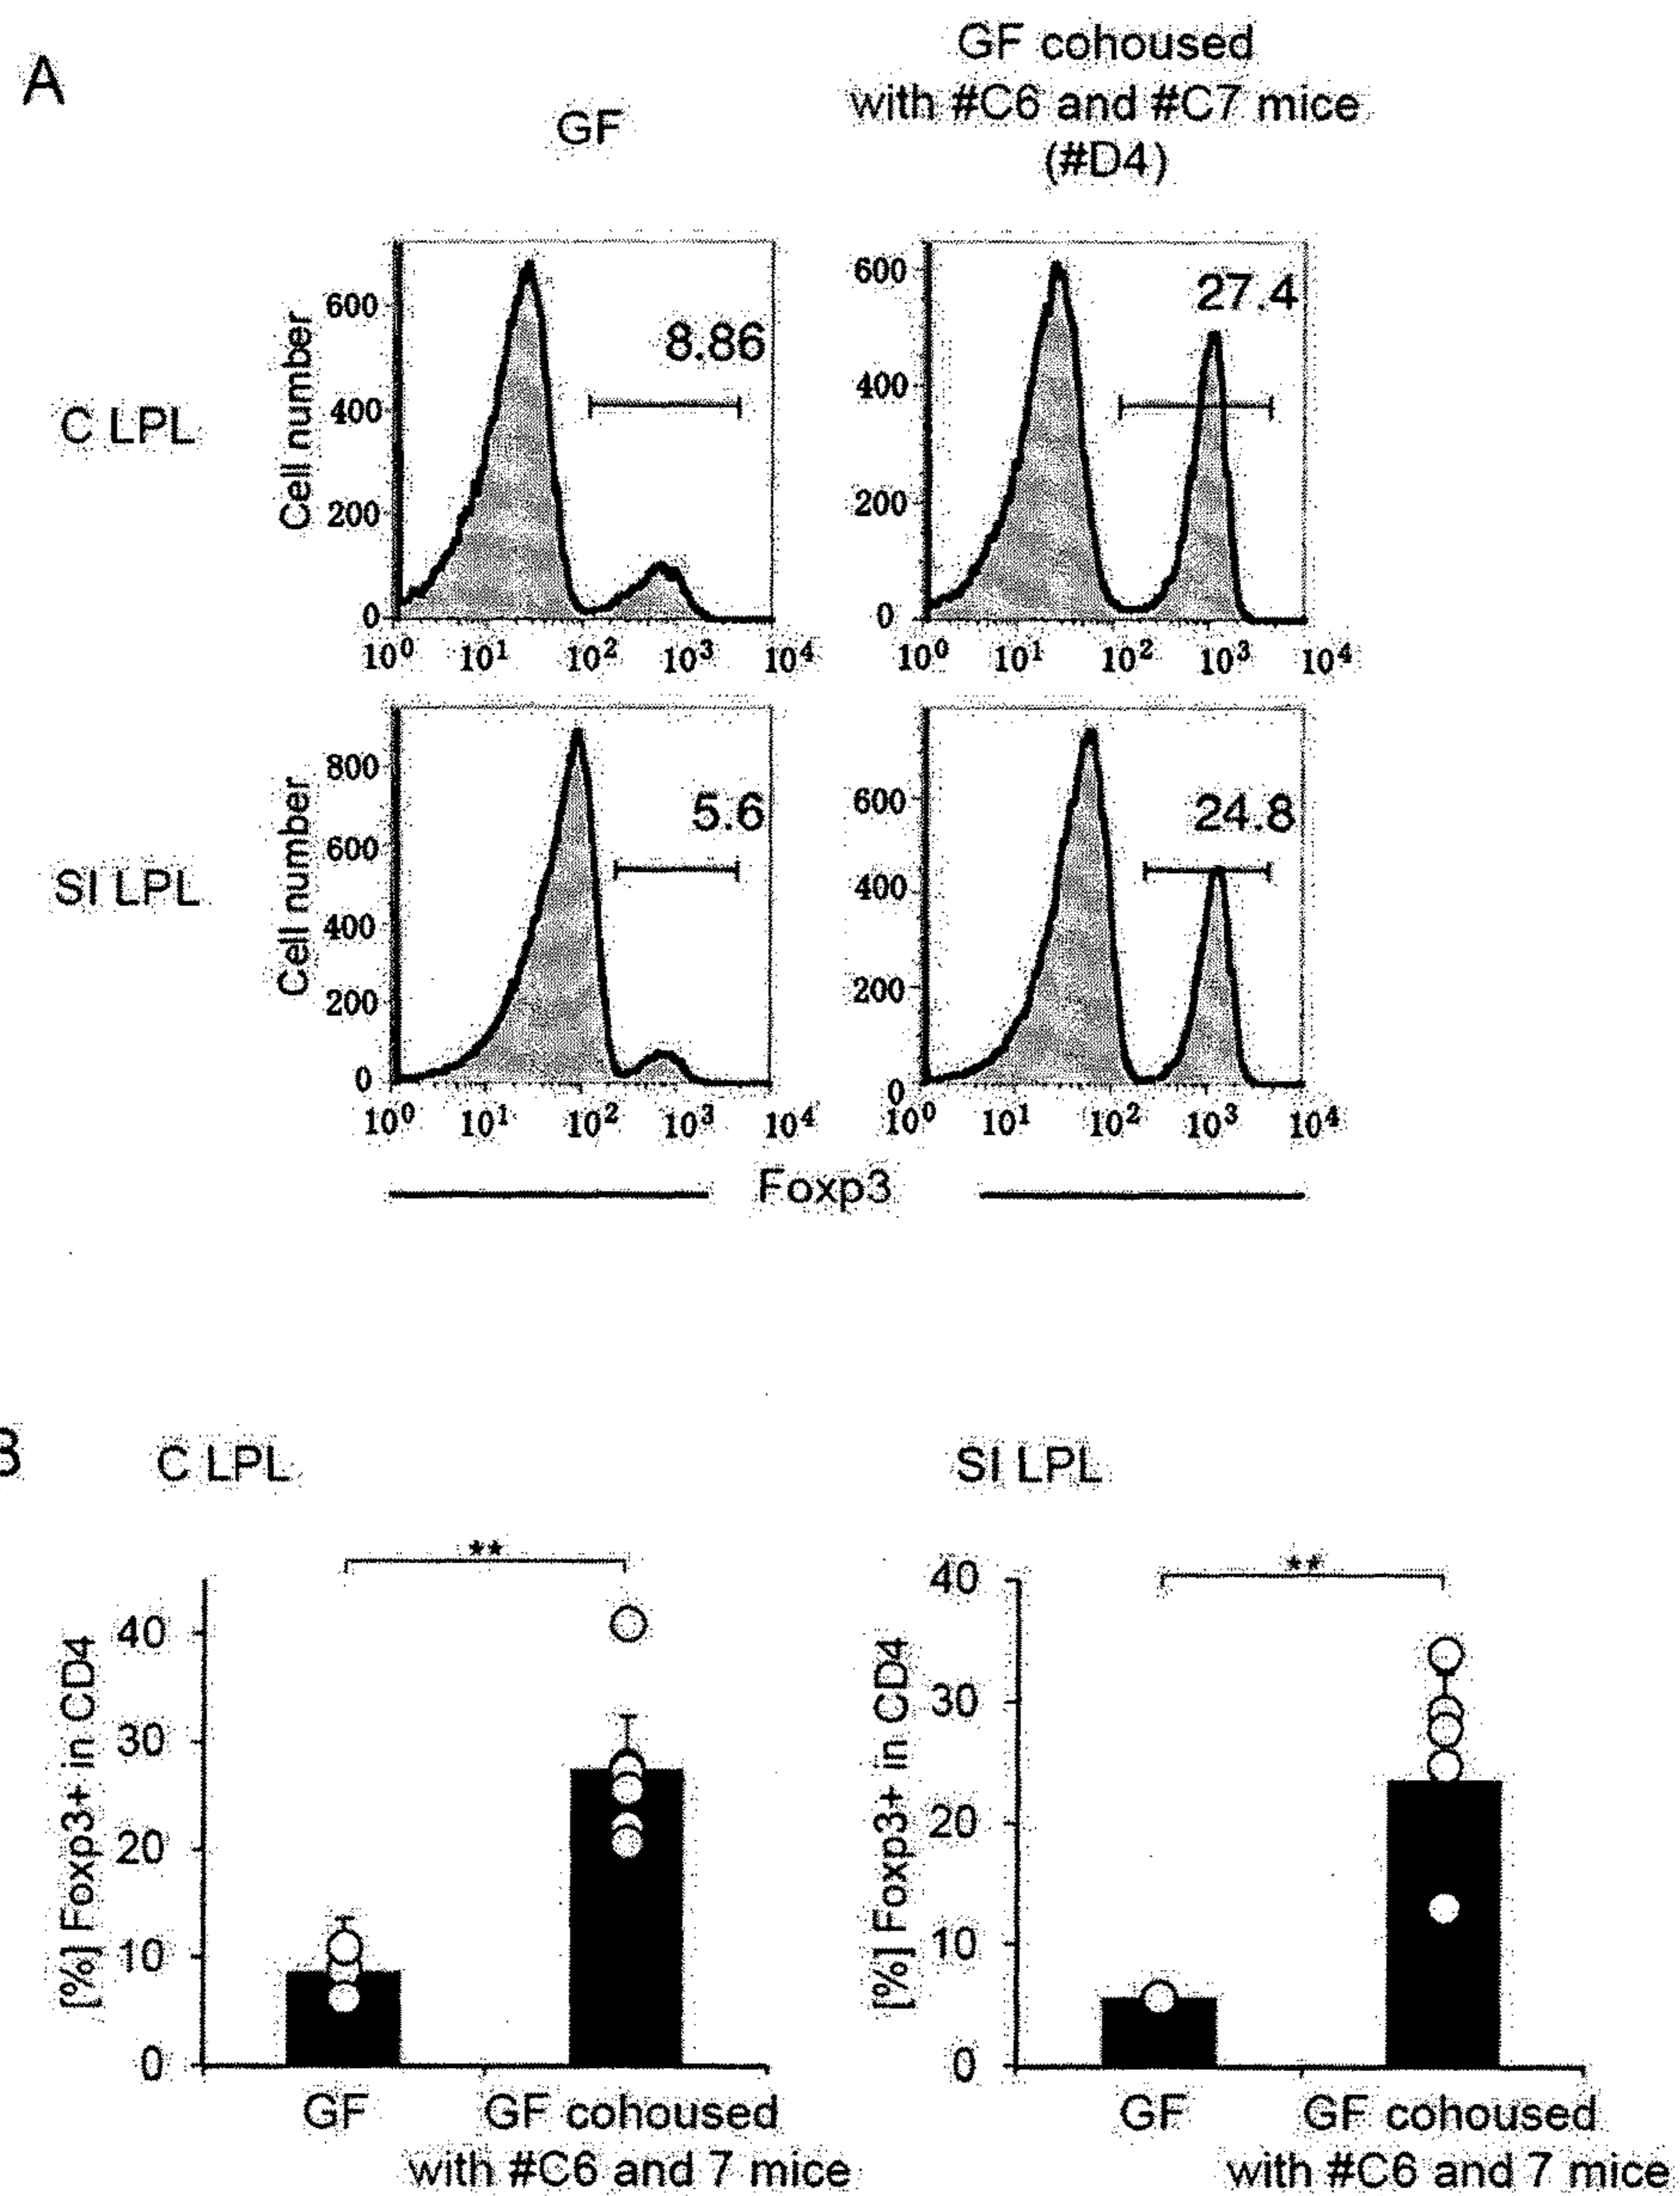 A
GF
GF cohoused
with #C6 and #C7 mice
(#D4)
C LPL
Cell number
600
400
200
0
8.86
10⁰ 10¹ 10² 10³ 10⁴
600
400
200
0
27.4
10⁰ 10¹ 10² 10³ 10⁴
SI LPL
Cell number
800
600
400
200
0
5.6
10⁰ 10¹ 10² 10³ 10⁴
600
400
200
0
24.8
10⁰ 10¹ 10² 10³ 10⁴
Foxp3
B
C LPL
**
[%] Foxp3+ in CD4
40
30
20
10
0
GF
GF cohoused
with #C6 and 7 mice
SI LPL
**
[%] Foxp3+ in CD4
40
30
20
10
0
GF
GF cohoused
with #C6 and 7 mice